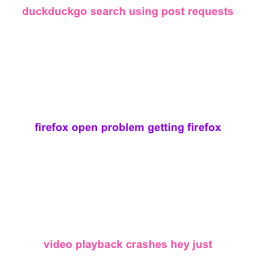 duckduckgo search using post requests
firefox open problem getting firefox
video playback crashes hey just